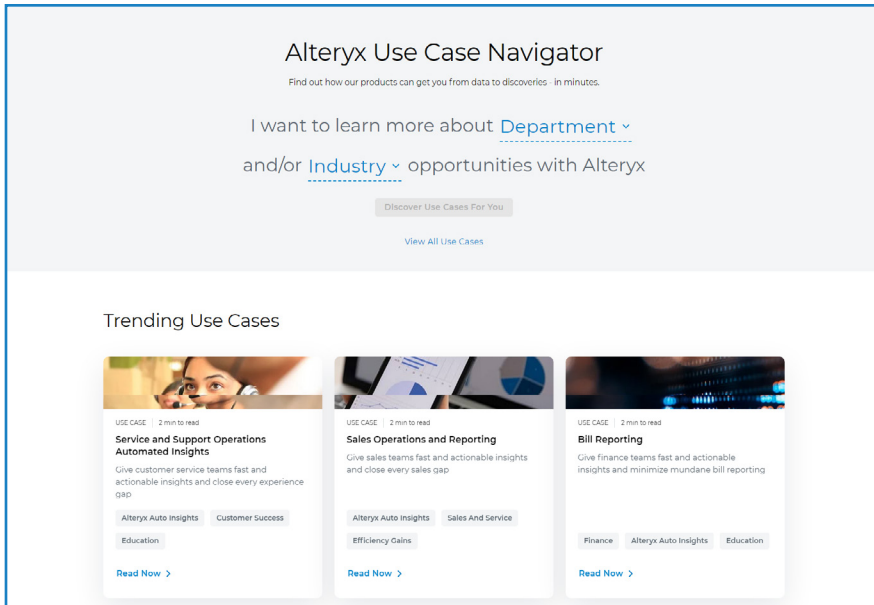 Alteryx Use Case Navigator
Find out how our products can get you from data to discoveries - in minutes.
I want to learn more about Department
and/or Industry opportunities with Alteryx
Discover Use Cases For You
View All Use Cases
Trending Use Cases
USE CASE | 2 min to read
Service and Support Operations
Automated Insights
Give customer service teams fast and
actionable insights and close every experience
gap
Alteryx Auto Insights Customer Success
Education
Read Now
USE CASE | 2 min to read
Sales Operations and Reporting
Give sales teams fast and actionable insights
and close every sales gap
Alteryx Auto Insights Sales And Service
Efficiency Gains
Read Now
USE CASE | 2 min to read
Bill Reporting
Give finance teams fast and actionable
insights and minimize mundane bill reporting
Finance Alteryx Auto Insights Education
Read Now